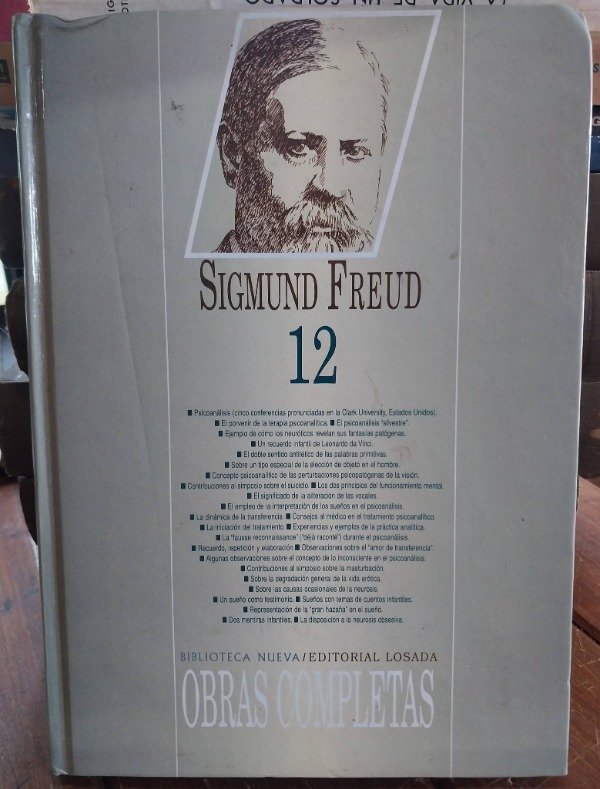 LA VIDA DE UN SOLDADO
SIGMUND FREUD
12
■ Psicoanálisis (cinco conferencias pronunciadas en la Clark University, Estados Unidos).
■ El porvenir de la terapia psicoanalítica. ■ El psicoanálisis "silvestre".
■ Ejemplo de cómo los neuróticos revelan sus fantasías patógenas.
■ Un recuerdo infantil de Leonardo da Vinci.
■ El doble sentido antitético de las palabras primitivas.
■ Sobre un tipo especial de la elección de objeto en el hombre.
■ Concepto psicoanalítico de las perturbaciones psicopatógenas de la visión.
■ Contribuciones al simposio sobre el suicidio. ■ Los dos principios del funcionamiento mental.
■ El significado de la aliteración de las vocales.
■ El empleo de la interpretación de los sueños en el psicoanálisis.
■ La dinámica de la transferencia. ■ Consejos al médico en el tratamiento psicoanalítico.
■ La iniciación del tratamiento. ■ Experiencias y ejemplos de la práctica analítica.
■ La "fausse reconnaissance" ("déjà raconté") durante el psicoanálisis.
■ Recuerdo, repetición y elaboración ■ Observaciones sobre el "amor de transferencia".
■ Algunas observaciones sobre el concepto de lo inconsciente en el psicoanálisis.
■ Contribuciones al simposio sobre la masturbación.
■ Sobre la degradación general de la vida erótica.
■ Sobre las causas ocasionales de la neurosis.
■ Un sueño como testimonio. ■ Sueños con temas de cuentos infantiles.
■ Representación de la "gran hazaña" en el sueño.
■ Dos mentiras infantiles. ■ La disposición a la neurosis obsesiva.
BIBLIOTECA NUEVA/EDITORIAL LOSADA
OBRAS COMPLETAS